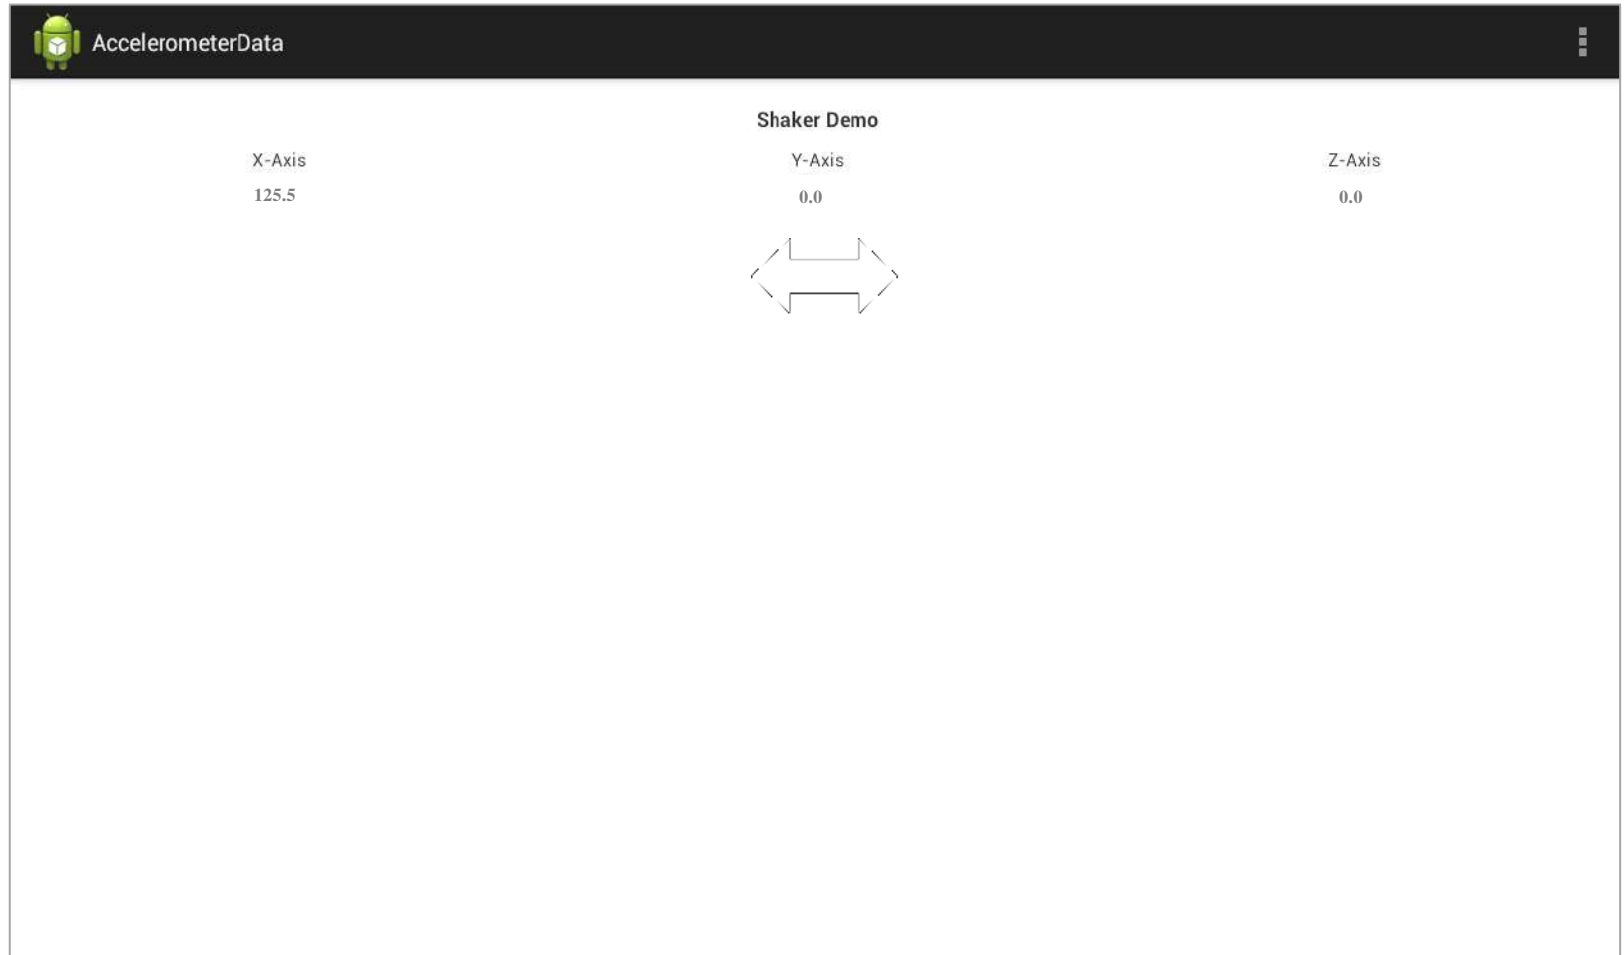 AccelerometerData
Shaker Demo
X-Axis Y-Axis Z-Axis
125.5 0.0 0.0